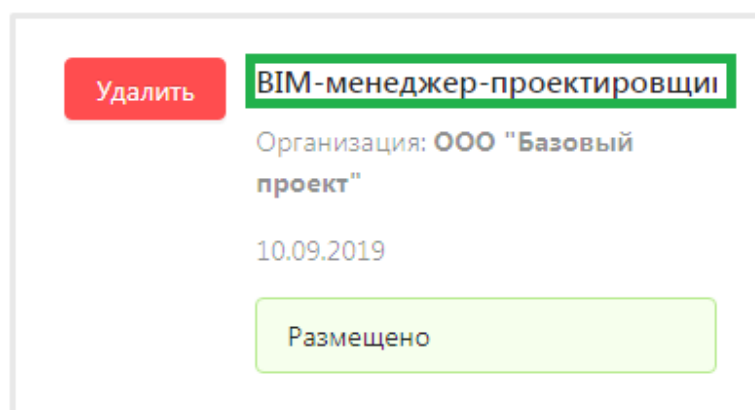 Удалить
BIM-менеджер-проектировщи
Организация: ООО "Базовый
проект"
10.09.2019
Размещено